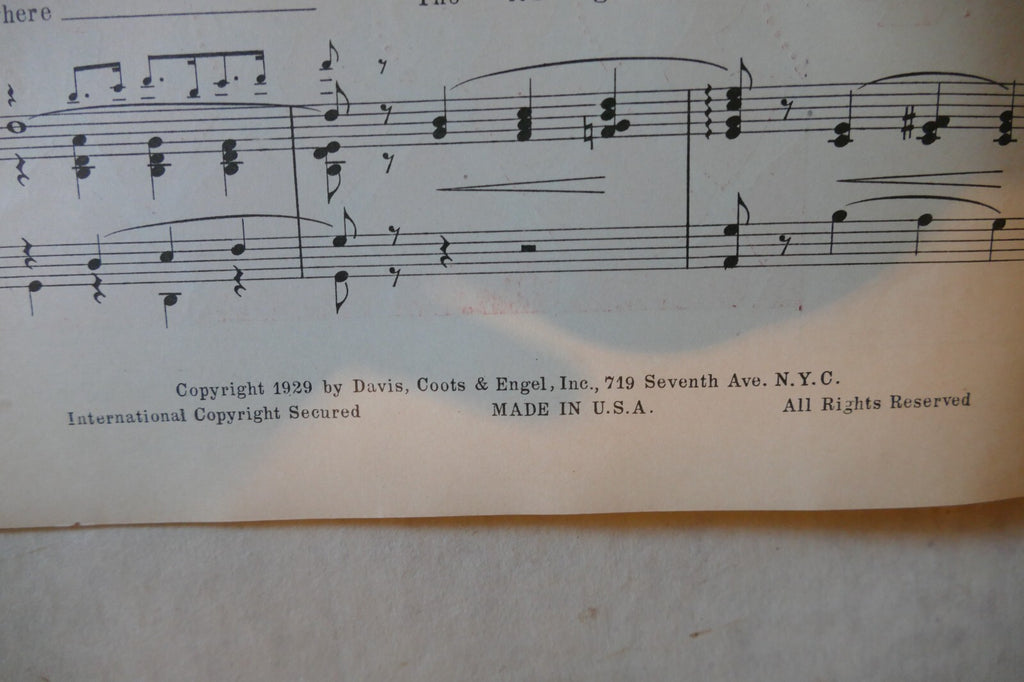 here
The
Copyright 1929 by Davis, Coots & Engel, Inc., 719 Seventh Ave. N.Y.C.
International Copyright Secured MADE IN U.S.A. All Rights Reserved